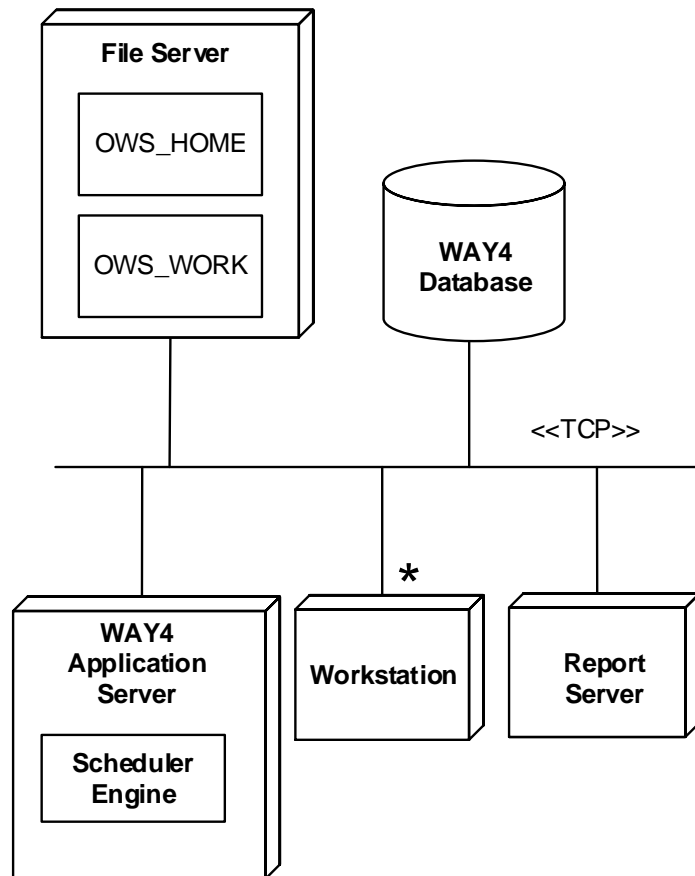 File Server
OWS_HOME
OWS_WORK
WAY4
Database
<<TCP>>
*
WAY4
Application
Server
Scheduler
Engine
Workstation
Report
Server